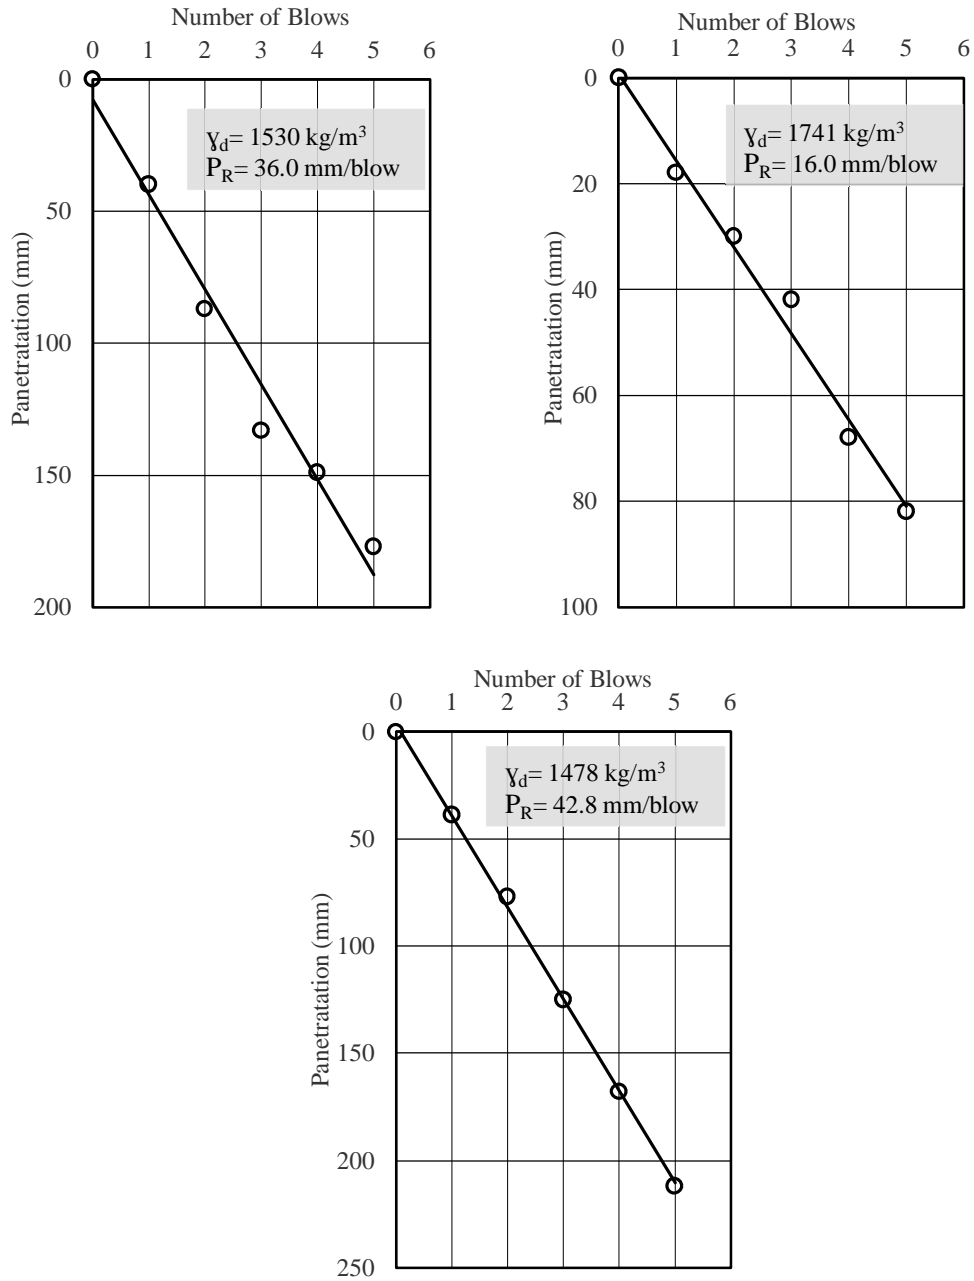 Number of Blows
0 1 2 3 4 5 6
0
50
100
150
200
Panetratation (mm)
Ɣd= 1530 kg/m³
PR= 36.0 mm/blow
Number of Blows
0 1 2 3 4 5 6
0
20
40
60
80
100
Panetratation (mm)
Ɣd= 1741 kg/m³
PR= 16.0 mm/blow
Number of Blows
0 1 2 3 4 5 6
0
50
100
150
200
250
Panetratation (mm)
Ɣd= 1478 kg/m³
PR= 42.8 mm/blow